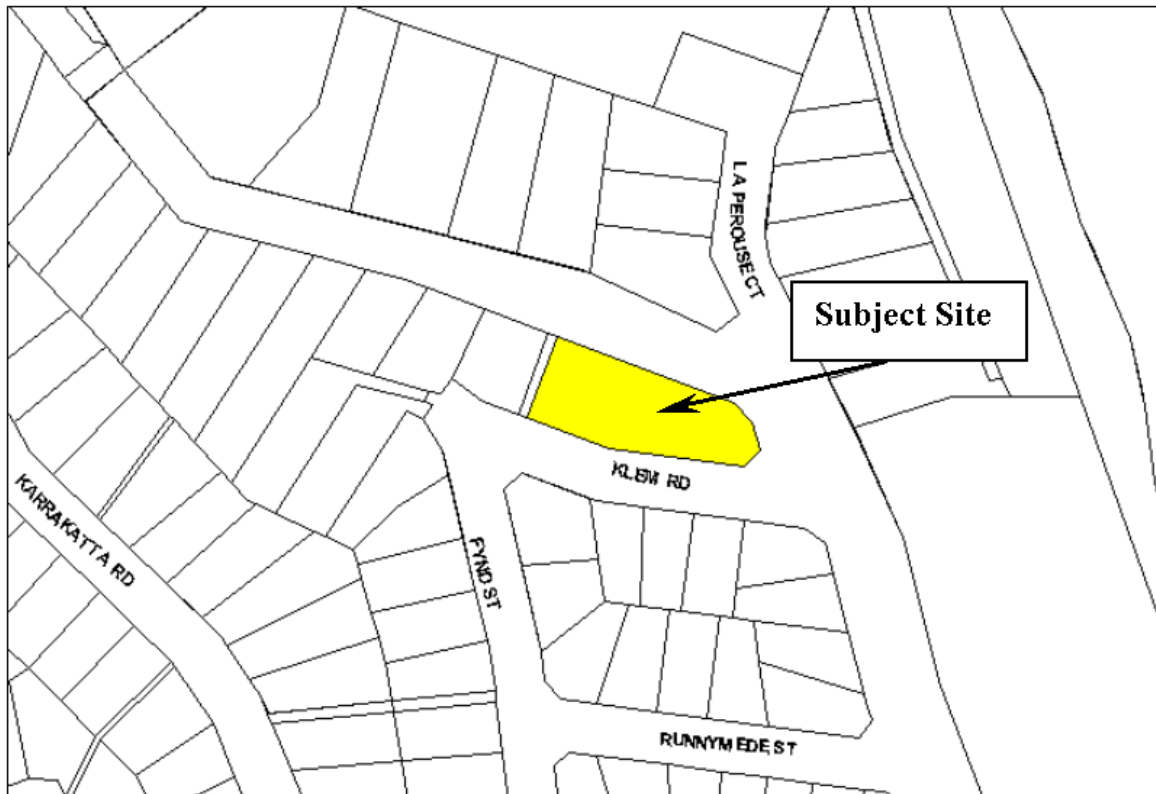 LA PEROUSE CT
Subject Site
KLEM RD
KARRAKATTA RD
FYND ST
RUNNYMEDE ST